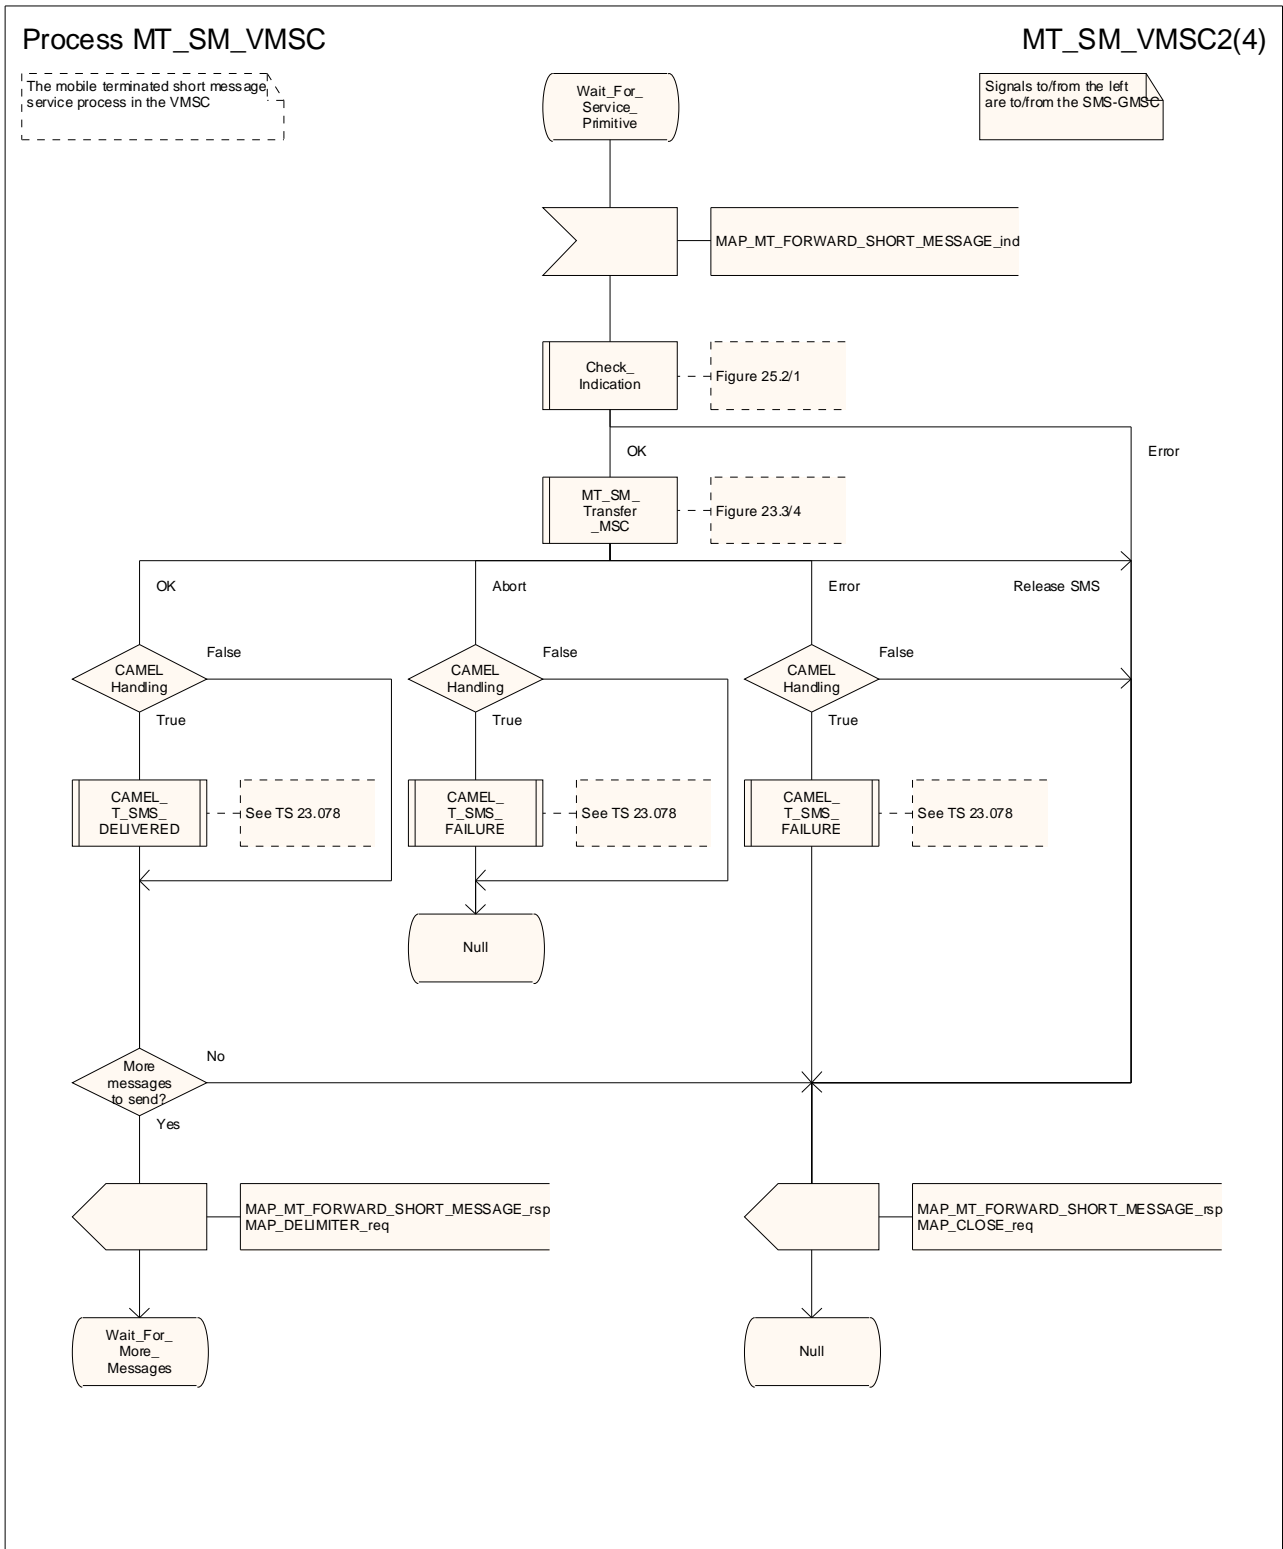 Process MT_SM_VMSC
MT_SM_VMSC2(4)
The mobile terminated short message
service process in the VMSC
Wait_For_
Service_
Primitive
Signals to/from the left
are to/from the SMS-GMSC
MAP_MT_FORWARD_SHORT_MESSAGE_ind
Check_
Indication
Figure 25.2/1
OK
Error
MT_SM_
Transfer
_MSC
Figure 23.3/4
OK
Abort
Error
Release SMS
CAMEL
Handling
False
True
CAMEL
Handling
False
True
CAMEL
Handling
False
True
CAMEL_
T_SMS_
DELIVERED
See TS 23.078
CAMEL_
T_SMS_
FAILURE
See TS 23.078
CAMEL_
T_SMS_
FAILURE
See TS 23.078
Null
More
messages
to send?
No
Yes
MAP_MT_FORWARD_SHORT_MESSAGE_rsp
MAP_DELIMITER_req
MAP_MT_FORWARD_SHORT_MESSAGE_rsp
MAP_CLOSE_req
Wait_For_
More_
Messages
Null